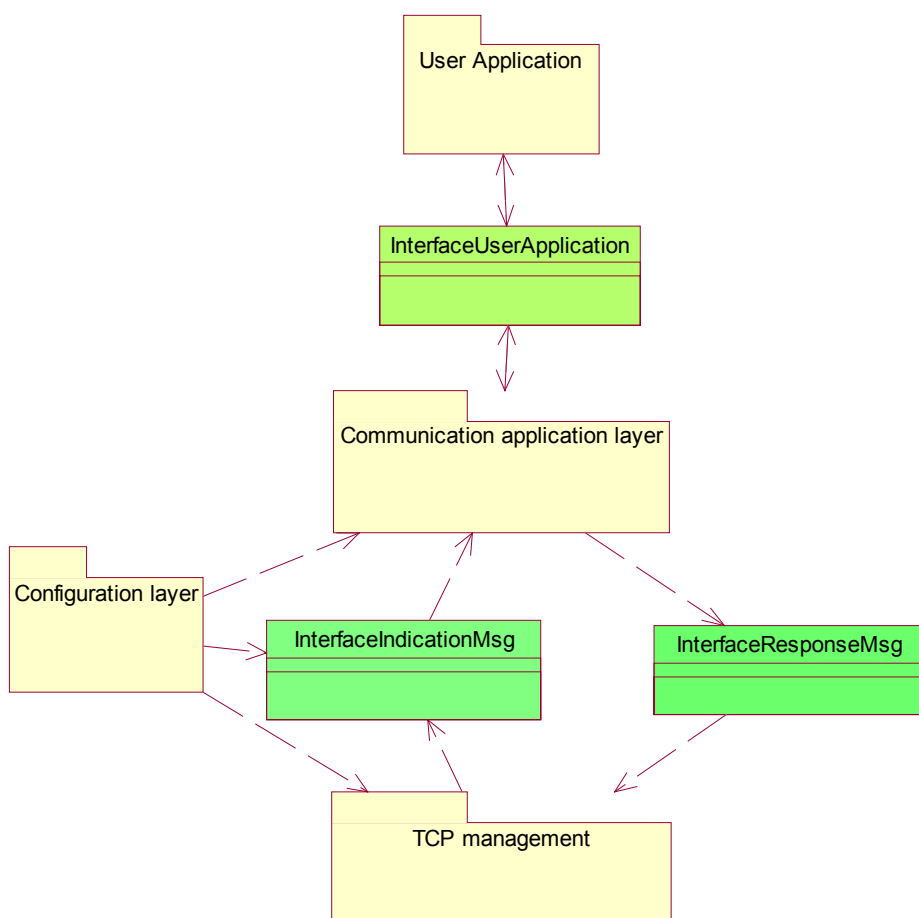 User Application
InterfaceUserApplication
Communication application layer
Configuration layer
InterfaceIndicationMsg
InterfaceResponseMsg
TCP management